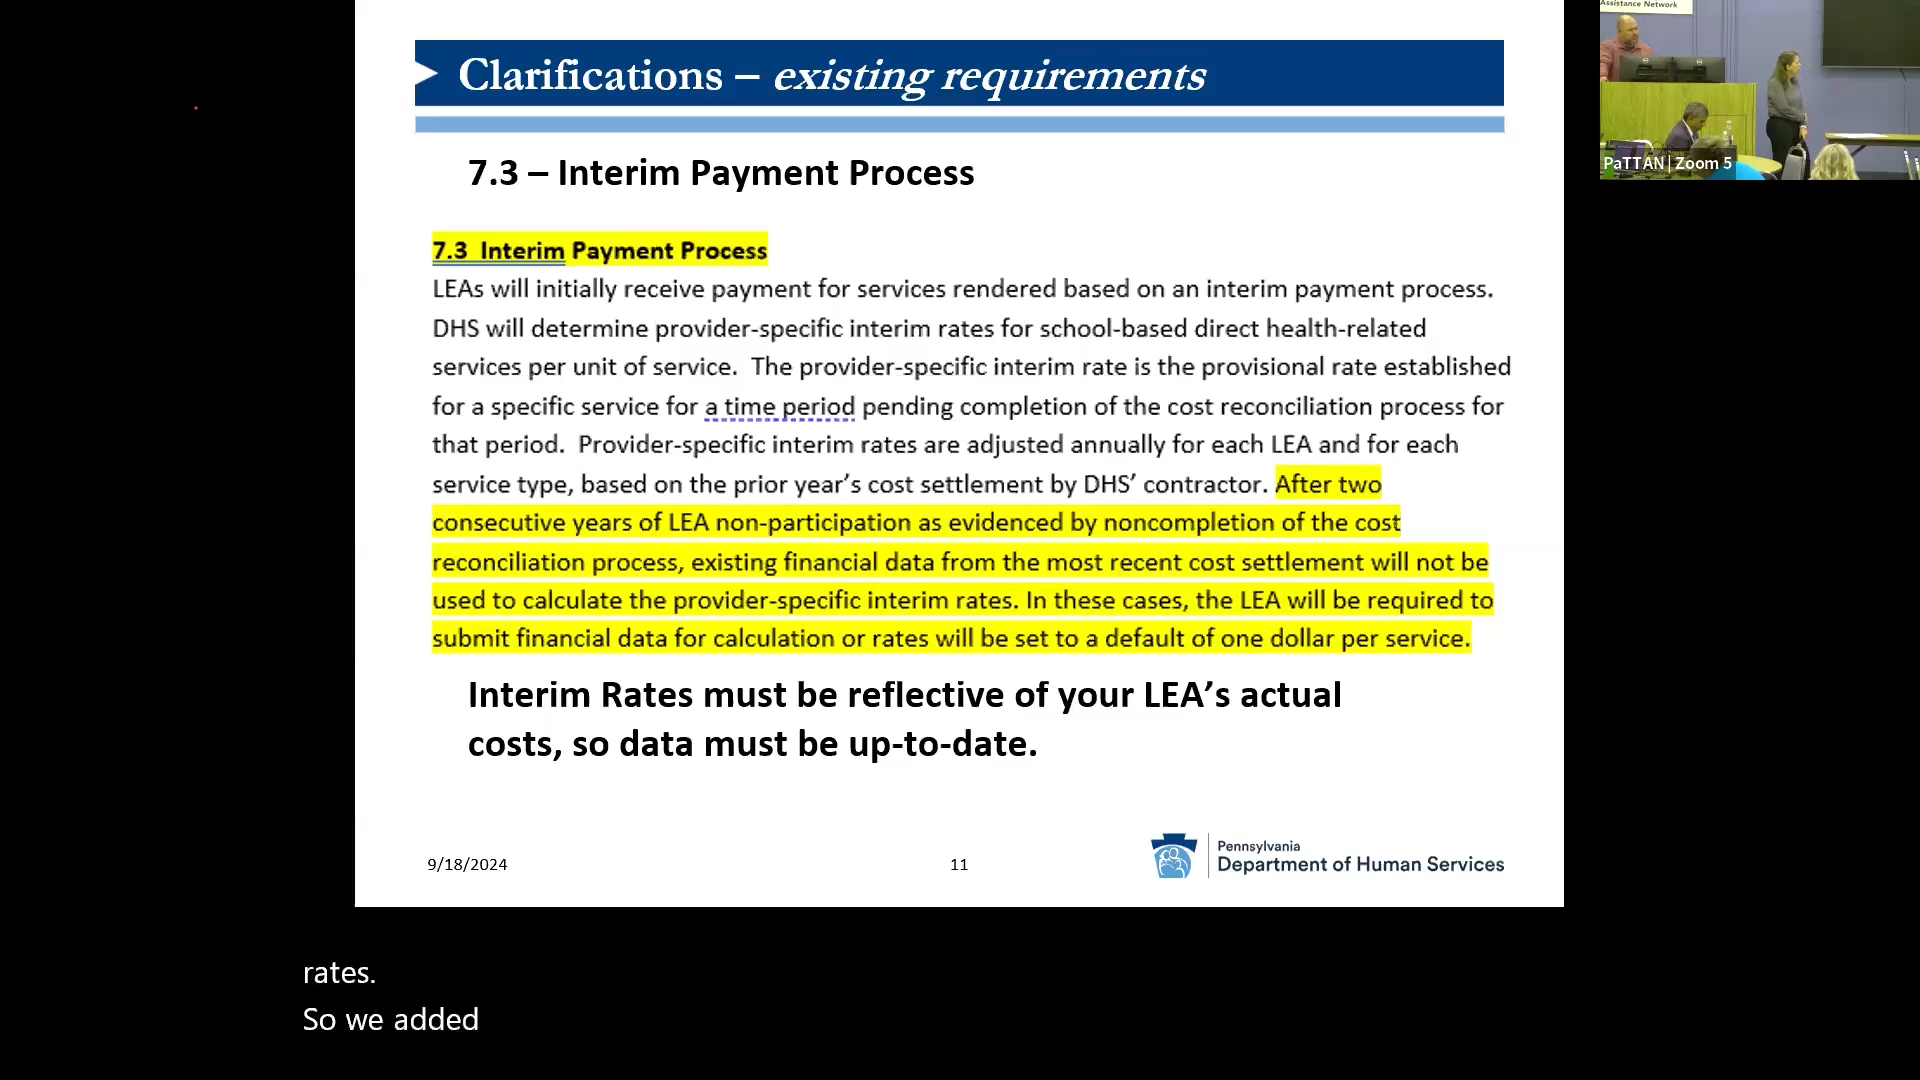 Assistance Network
Clarifications – existing requirements
7.3 – Interim Payment Process
7.3 Interim Payment Process
LEAs will initially receive payment for services rendered based on an interim payment process.
DHS will determine provider-specific interim rates for school-based direct health-related
services per unit of service. The provider-specific interim rate is the provisional rate established
for a specific service for a time period pending completion of the cost reconciliation process for
that period. Provider-specific interim rates are adjusted annually for each LEA and for each
service type, based on the prior year’s cost settlement by DHS’ contractor. After two
consecutive years of LEA non-participation as evidenced by noncompletion of the cost
reconciliation process, existing financial data from the most recent cost settlement will not be
used to calculate the provider-specific interim rates. In these cases, the LEA will be required to
submit financial data for calculation or rates will be set to a default of one dollar per service.
Interim Rates must be reflective of your LEA’s actual
costs, so data must be up-to-date.
9/18/2024
11
Pennsylvania
Department of Human Services
PaTTAN | Zoom 5
rates.
So we added